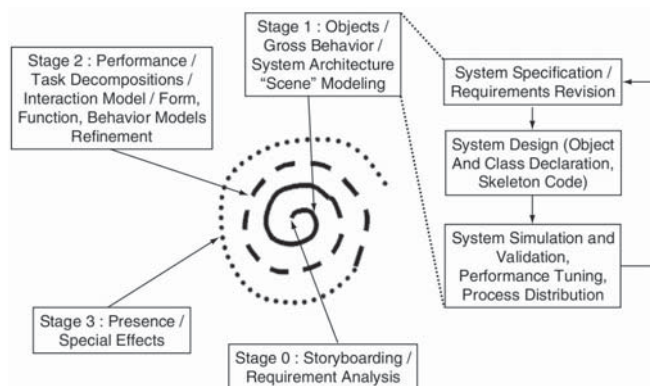 Stage 1 : Objects /
Gross Behavior /
System Architecture
“Scene” Modeling
Stage 2 : Performance /
Task Decompositions /
Interaction Model / Form,
Function, Behavior Models
Refinement
System Specification /
Requirements Revision
System Design (Object
And Class Declaration,
Skeleton Code)
System Simulation and
Validation,
Performance Tuning,
Process Distribution
Stage 3 : Presence /
Special Effects
Stage 0 : Storyboarding /
Requirement Analysis